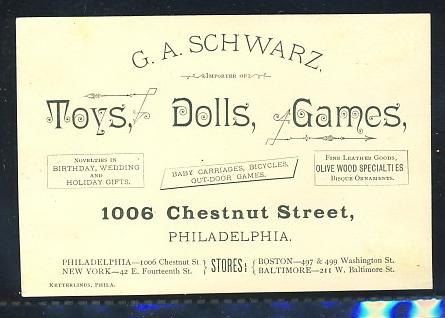 G. A. SCHWARZ,
IMPORTER OF
Toys, Dolls, Games,
NOVELTIES IN
BIRTHDAY, WEDDING
AND
HOLIDAY GIFTS.
BABY CARRIAGES, BICYCLES,
OUT-DOOR GAMES.
FINE LEATHER GOODS,
OLIVE WOOD SPECIALTIES
BISQUE ORNAMENTS.
1006 Chestnut Street,
PHILADELPHIA.
PHILADELPHIA—1006 Chestnut St
NEW YORK—42 E. Fourteenth St.
STORES:
BOSTON—497 & 499 Washington St.
BALTIMORE—211 W. Baltimore St.
KETTERLINUS, PHILA.